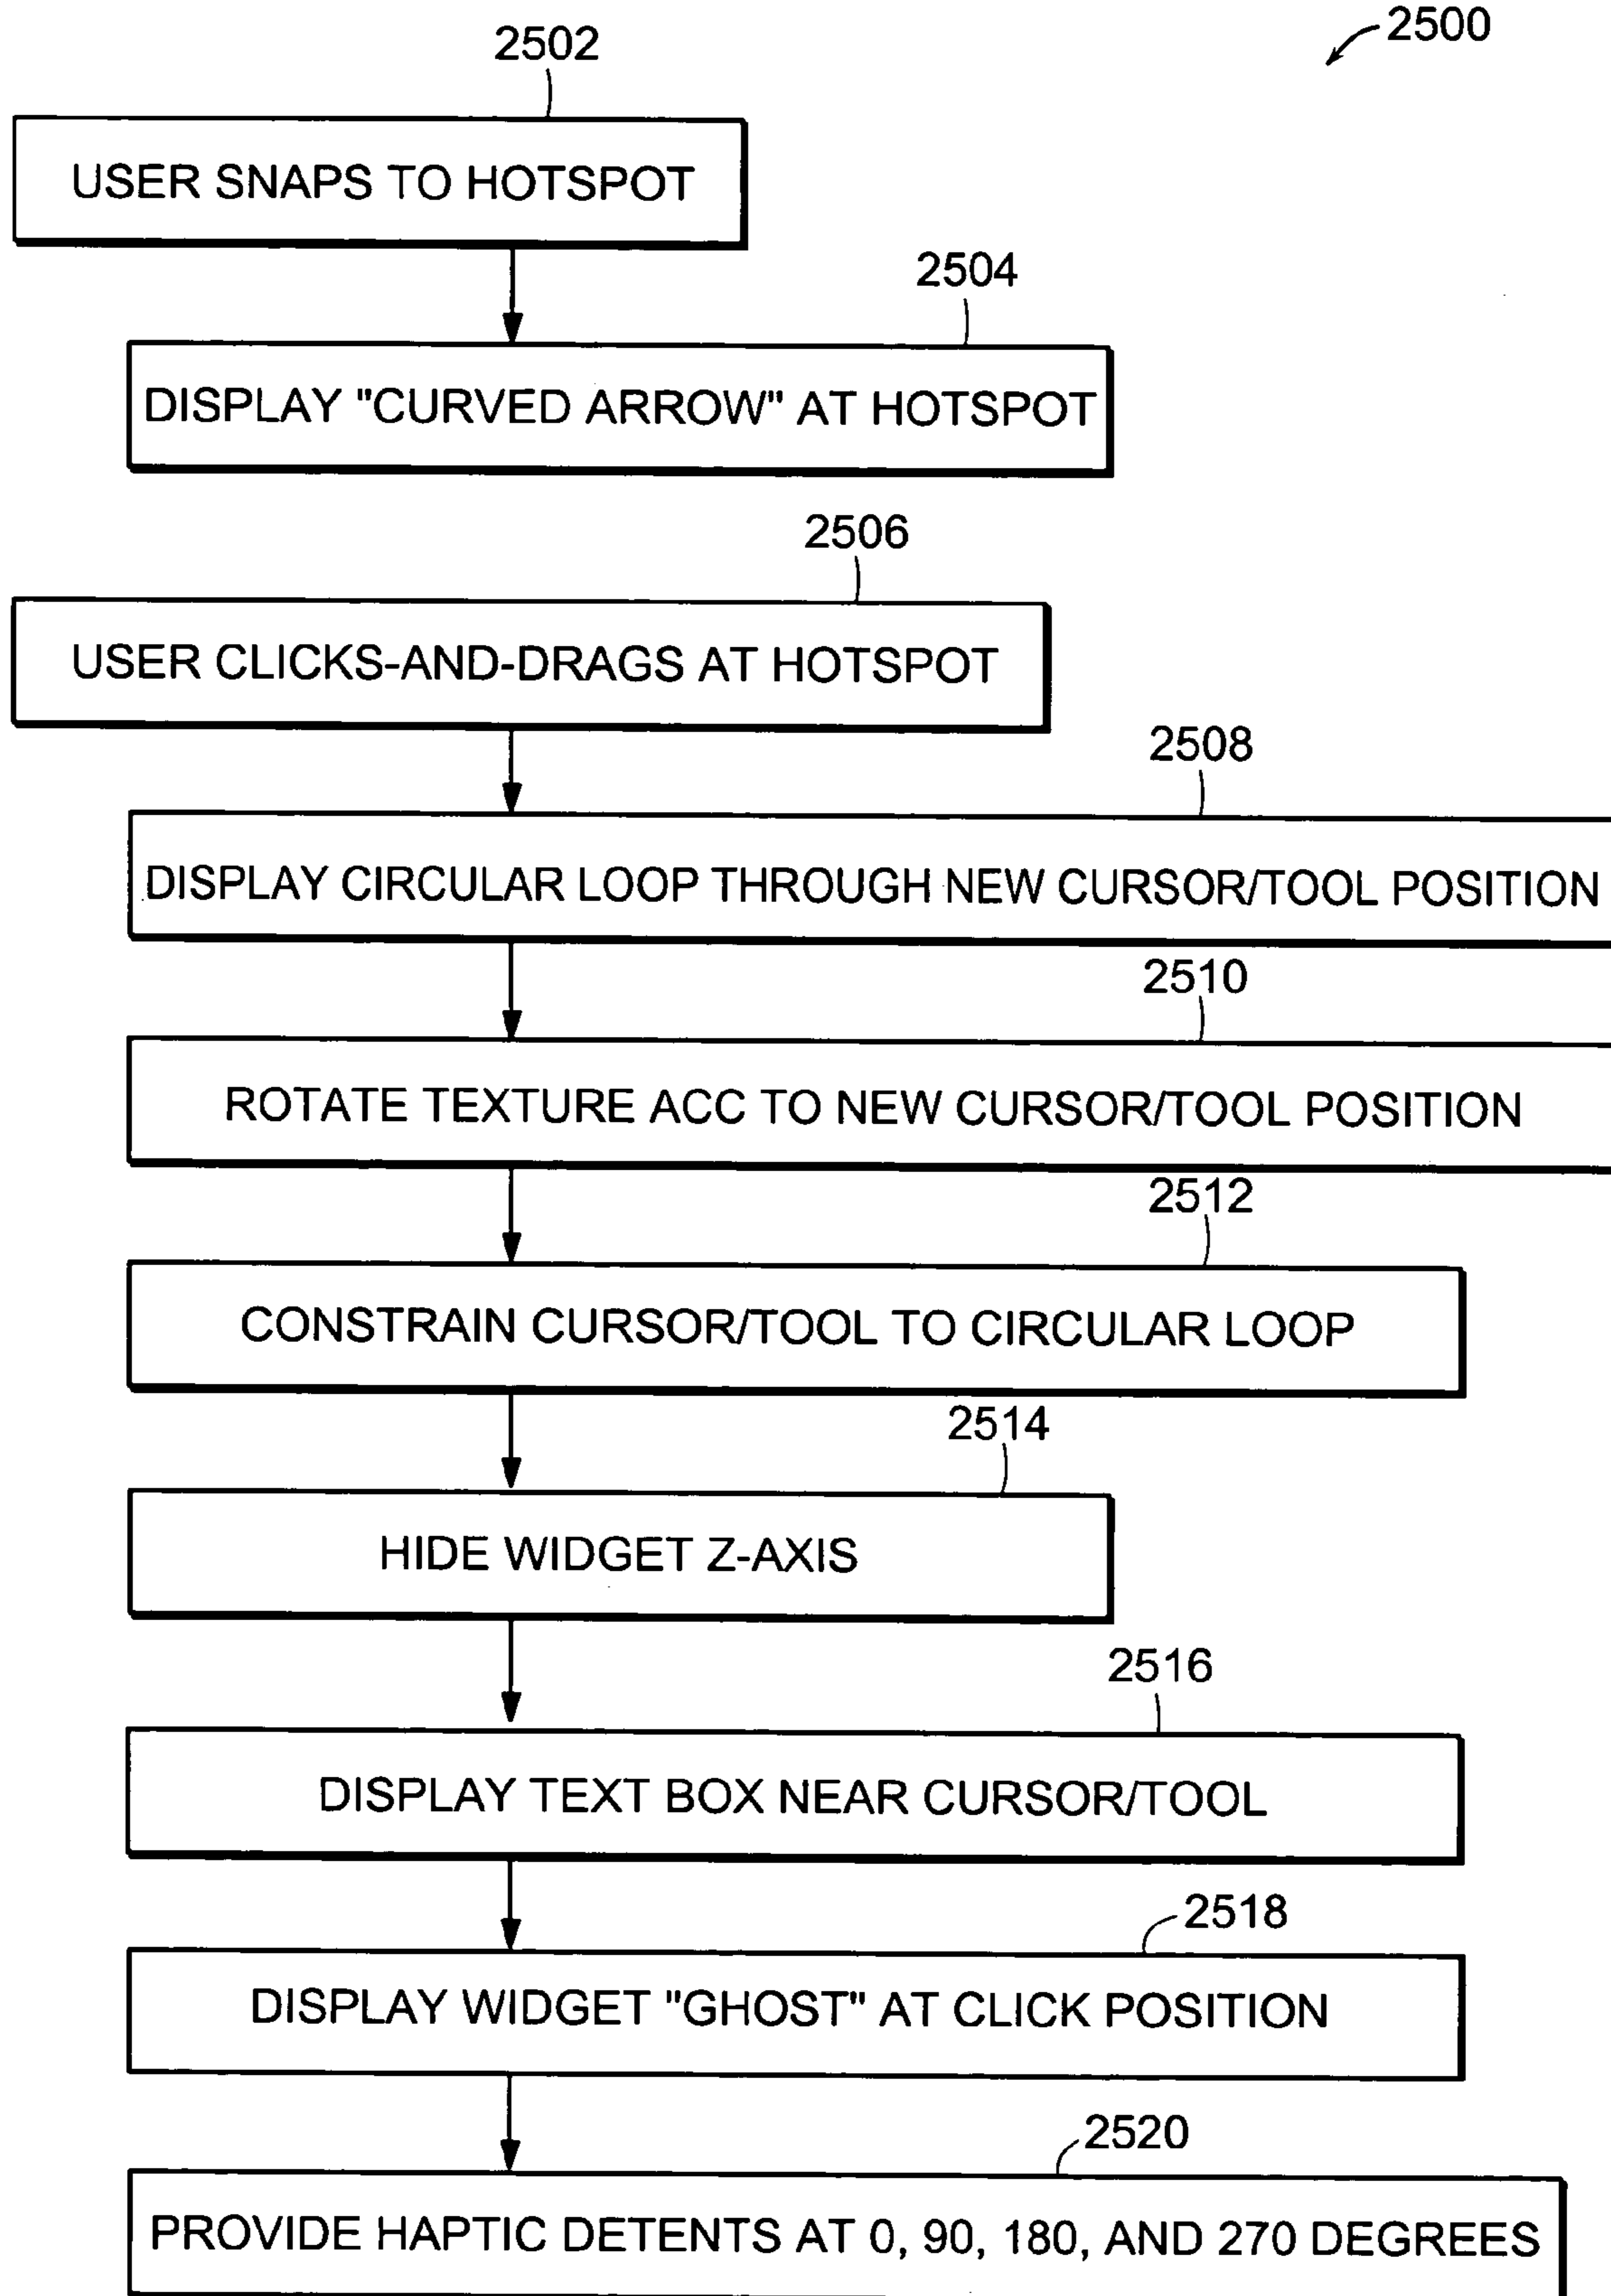 2500
2502
USER SNAPS TO HOTSPOT
2504
DISPLAY "CURVED ARROW" AT HOTSPOT
2506
USER CLICKS-AND-DRAGS AT HOTSPOT
2508
DISPLAY CIRCULAR LOOP THROUGH NEW CURSOR/TOOL POSITION
2510
ROTATE TEXTURE ACC TO NEW CURSOR/TOOL POSITION
2512
CONSTRAIN CURSOR/TOOL TO CIRCULAR LOOP
2514
HIDE WIDGET Z-AXIS
2516
DISPLAY TEXT BOX NEAR CURSOR/TOOL
2518
DISPLAY WIDGET "GHOST" AT CLICK POSITION
2520
PROVIDE HAPTIC DETENTS AT 0, 90, 180, AND 270 DEGREES